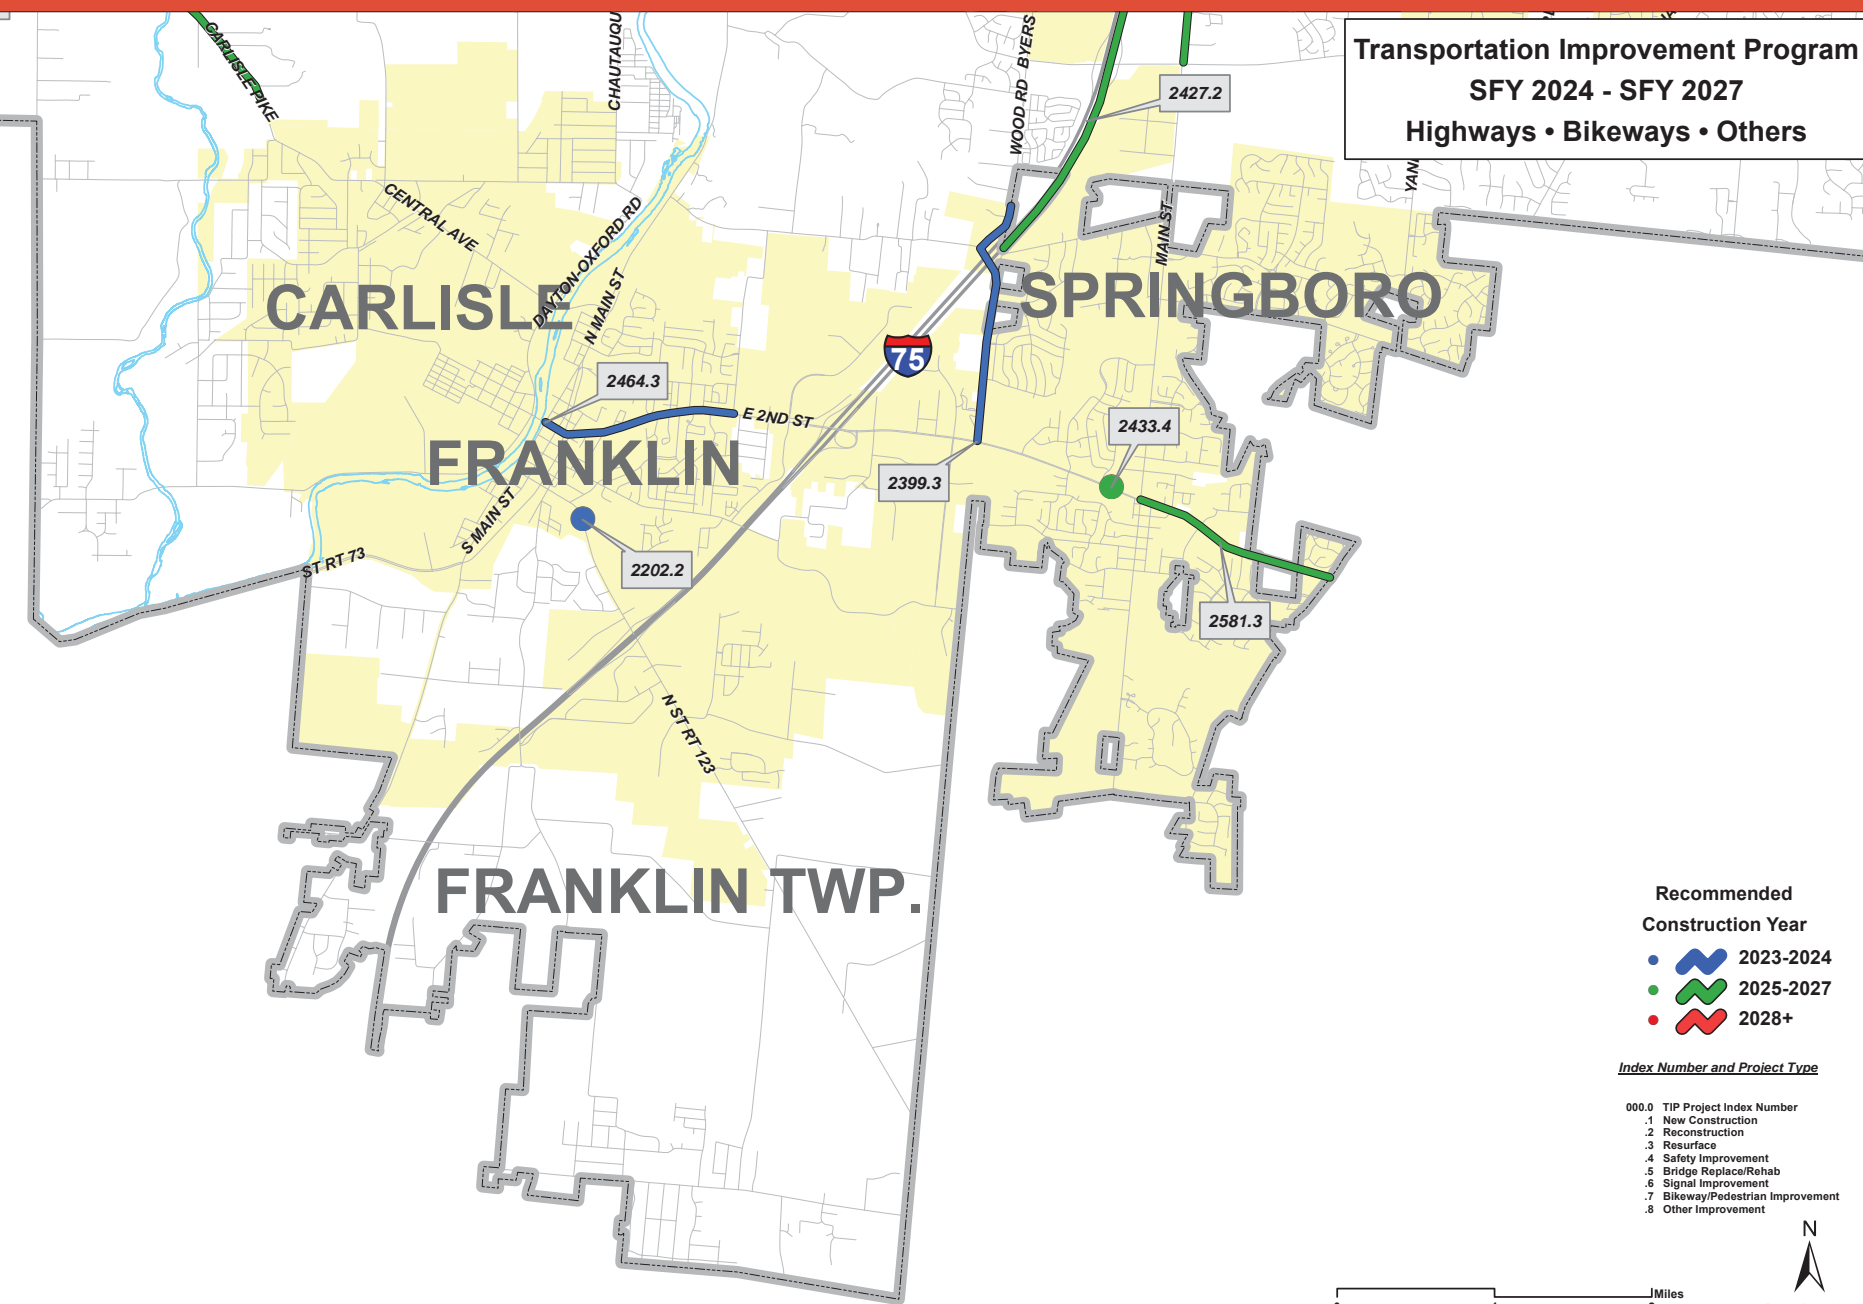 Transportation Improvement Program
SFY 2024 - SFY 2027
Highways • Bikeways • Others
CARLISLE PIKE
CHAUTAUQU
WOOD RD
BYERS
2427.2
YAN
CENTRAL AVE
DAYTON-OXFORD RD
N MAIN ST
MAIN ST
CARLISLE
SPRINGBORO
75
2464.3
E 2ND ST
2433.4
FRANKLIN
2399.3
S MAIN ST
ST RT 73
2202.2
2581.3
N ST RT 123
FRANKLIN TWP.
Recommended
Construction Year
2023-2024
2025-2027
2028+
Index Number and Project Type
000.0 TIP Project Index Number
.1 New Construction
.2 Reconstruction
.3 Resurface
.4 Safety Improvement
.5 Bridge Replace/Rehab
.6 Signal Improvement
.7 Bikeway/Pedestrian Improvement
.8 Other Improvement
N
Miles